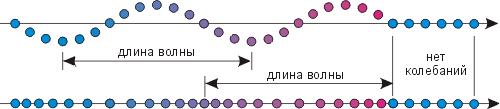 длина волны
длина волны
нет
колебаний